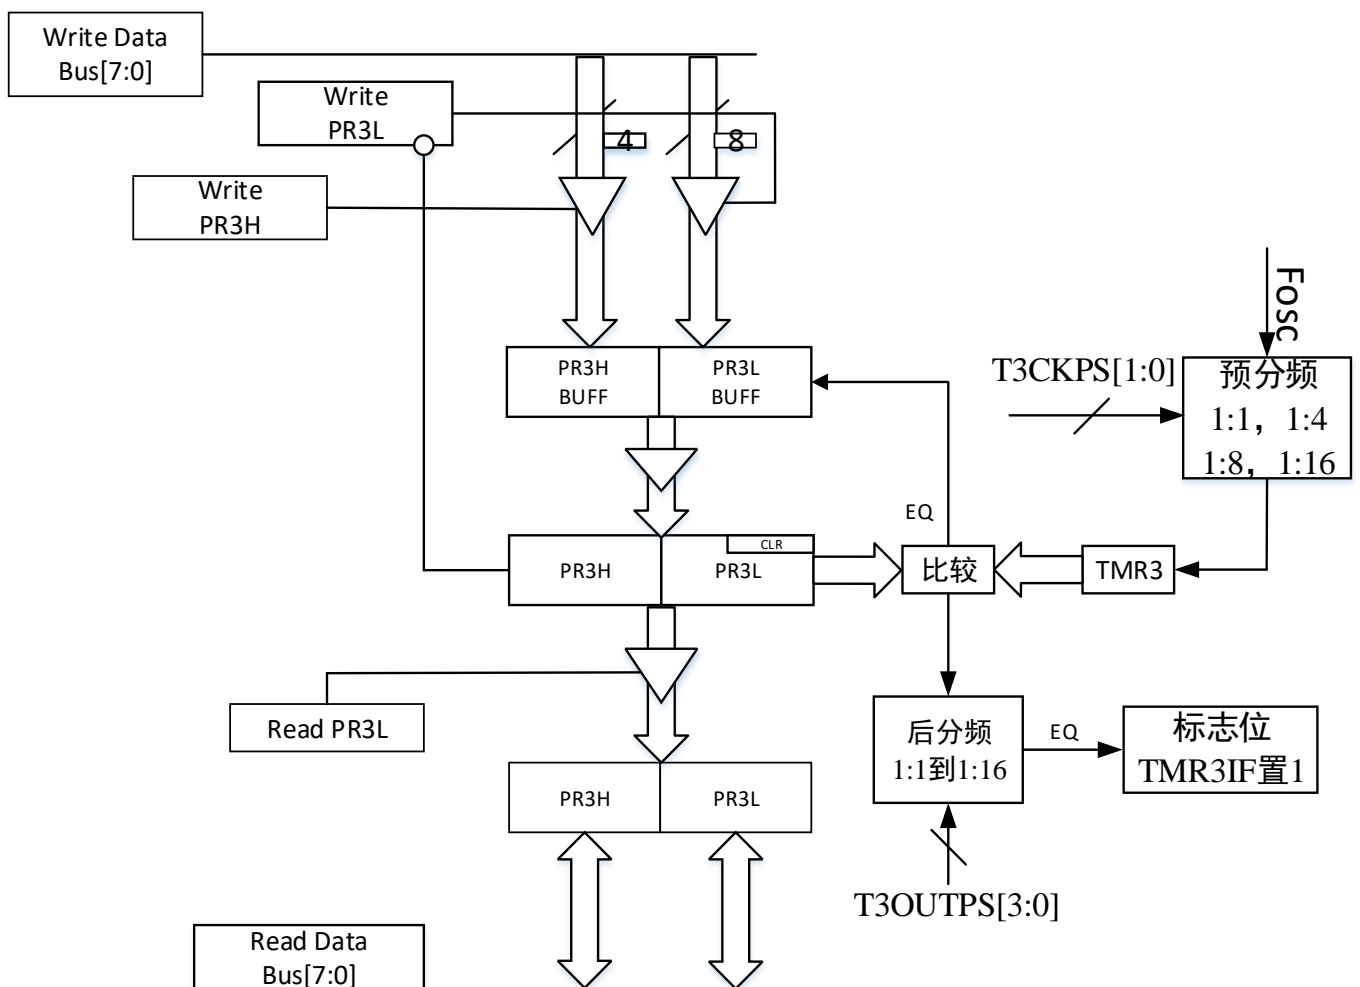 Write Data
Bus[7:0]
Write
PR3L
4
8
Write
PR3H
Fosc
PR3H
BUFF
PR3L
BUFF
T3CKPS[1:0]
预分频
1:1，1:4
1:8，1:16
EQ
PR3H
CLR
PR3L
比较
TMR3
Read PR3L
后分频
1:1到1:16
EQ
标志位
TMR3IF置1
PR3H
PR3L
T3OUTPS[3:0]
Read Data
Bus[7:0]